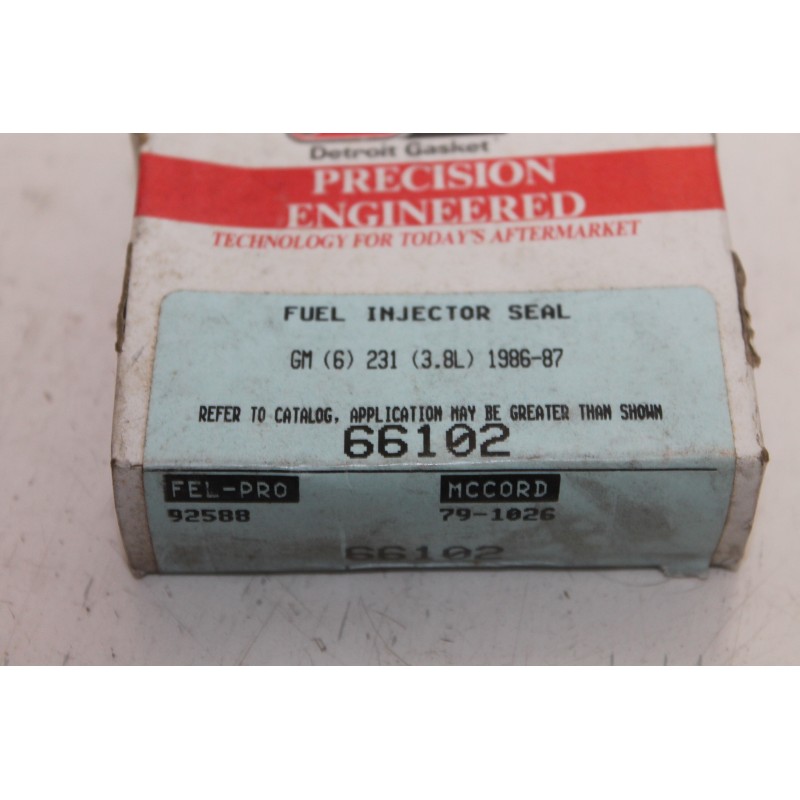 Detroit Gasket
PRECISION
ENGINEERED
TECHNOLOGY FOR TODAY'S AFTERMARKET
FUEL INJECTOR SEAL
GM (6) 231 (3.8L) 1986-87
REFER TO CATALOG, APPLICATION MAY BE GREATER THAN SHOWN
66102
FEL-PRO MCCORD
92588 79-1026
66102